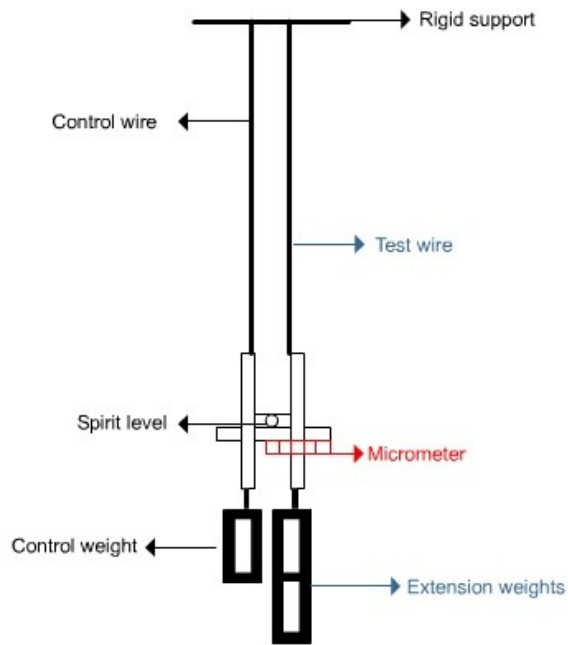 Rigid support
Control wire
Test wire
Spirit level
Micrometer
Control weight
Extension weights